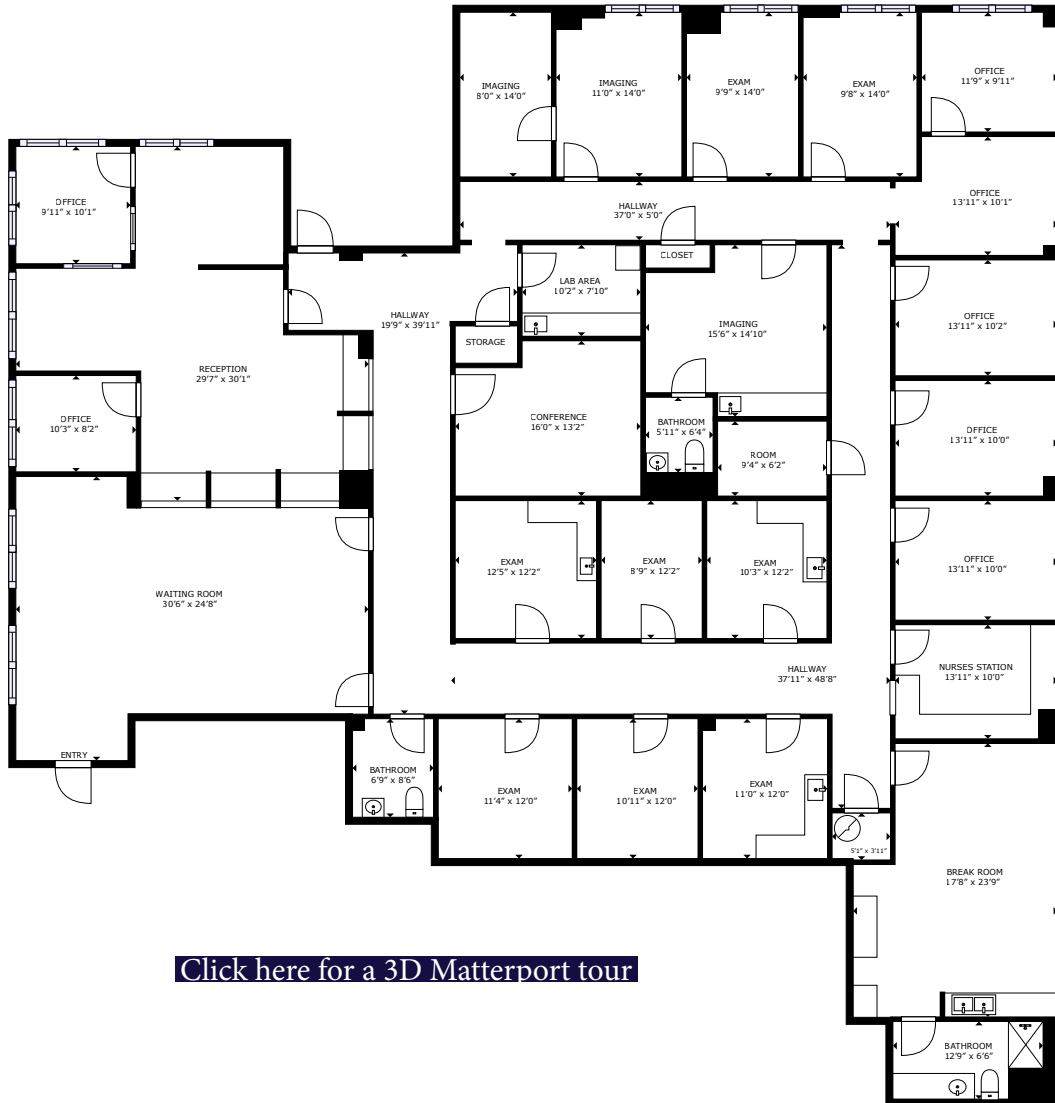 IMAGING
8'0" x 14'0"
IMAGING
11'0" x 14'0"
EXAM
9'9" x 14'0"
EXAM
9'8" x 14'0"
OFFICE
11'9" x 9'11"
OFFICE
9'11" x 10'1"
HALLWAY
37'0" x 5'0"
OFFICE
13'11" x 10'1"
HALLWAY
19'9" x 39'11"
LAB AREA
10'2" x 7'10"
CLOSET
IMAGING
15'6" x 14'10"
OFFICE
13'11" x 10'2"
STORAGE
RECEPTION
29'7" x 30'1"
OFFICE
10'3" x 8'2"
CONFERENCE
16'0" x 13'2"
BATHROOM
5'11" x 6'4"
ROOM
9'4" x 6'2"
OFFICE
13'11" x 10'0"
WAITING ROOM
30'6" x 24'8"
EXAM
12'5" x 12'2"
EXAM
8'9" x 12'2"
EXAM
10'3" x 12'2"
OFFICE
13'11" x 10'0"
HALLWAY
37'11" x 48'8"
NURSES STATION
13'11" x 10'0"
ENTRY
BATHROOM
6'9" x 8'6"
EXAM
11'4" x 12'0"
EXAM
10'11" x 12'0"
EXAM
11'0" x 12'0"
5'1" x 3'11"
BREAK ROOM
17'8" x 23'9"
Click here for a 3D Matterport tour
BATHROOM
12'9" x 6'6"